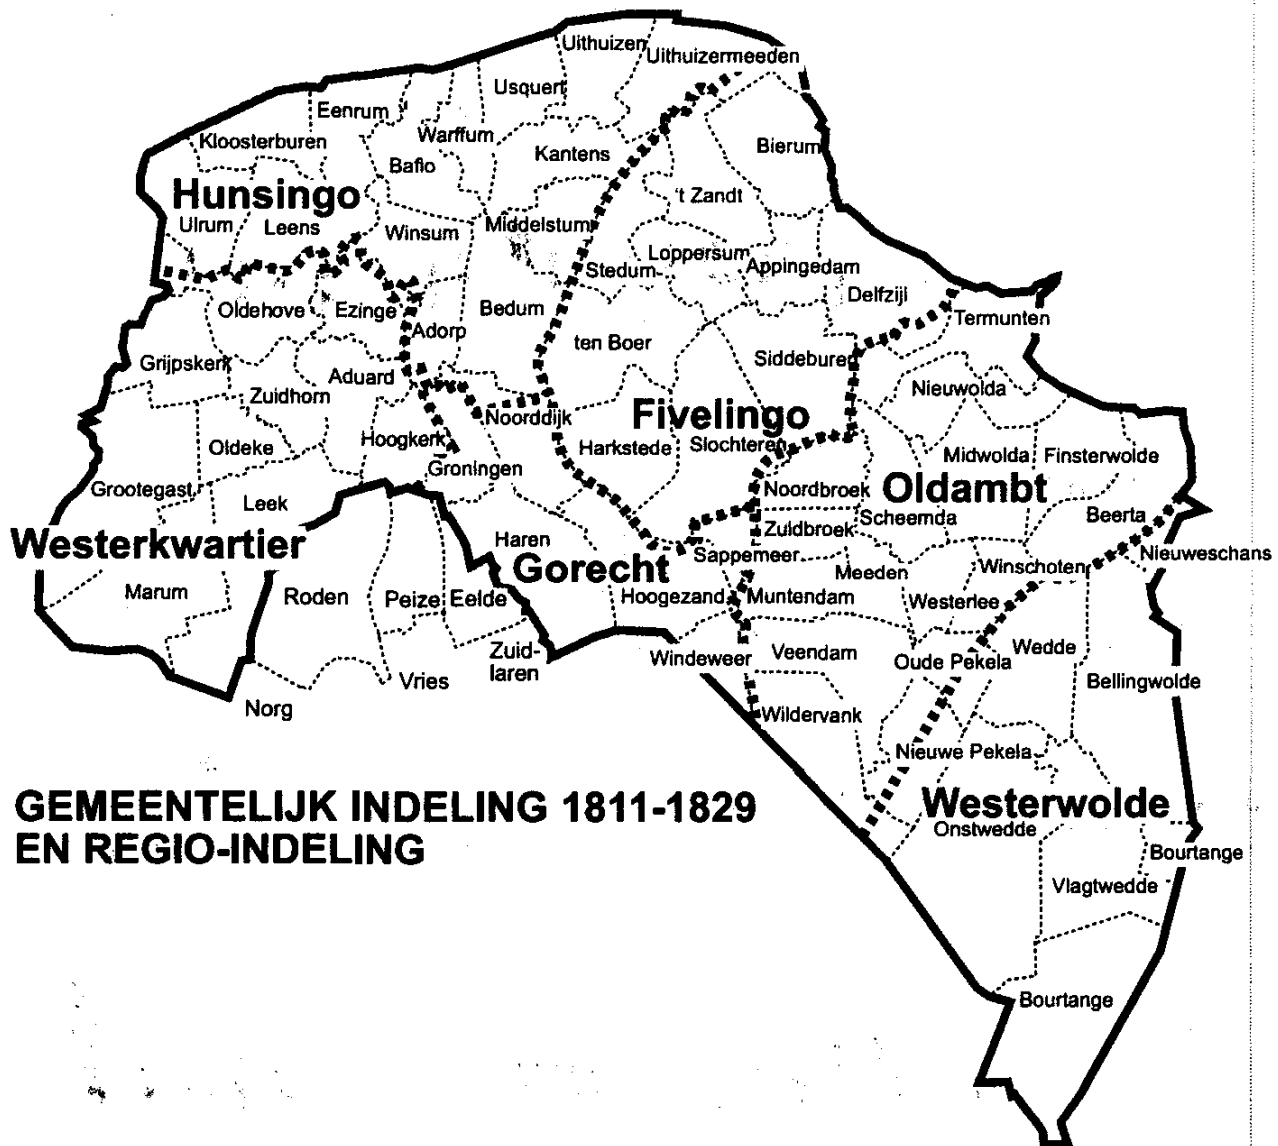 Uithuizen
Uithuizermeeden
Usquert
Eenrum
Warffum
Kloosterburen
Baflo
Kantens
Bierum
Hunsingo
't Zandt
Ulrum
Leens
Winsum
Middelstum
Loppersum
Stedum
Appingedam
Delfzijl
Oldehove
Ezinge
Bedum
Adorp
Termunten
ten Boer
Grijpskerk
Siddeburen
Aduard
Zuidhorn
Nieuwolda
Noorddijk
Fivelingo
Hoogkerk
Oldeke
Harkstede
Slochteren
Midwolda
Finsterwolde
Groningen
Grootegast
Leek
Noordbroek
Oldambt
Scheemda
Beerta
Zuidbroek
Westerkwartier
Haren
Gorecht
Sappemeer
Nieuweschans
Winschoten
Meeden
Marum
Roden
Peize
Eelde
Hoogezand
Muntendam
Westerlee
Zuid-
laren
Windeweer
Veendam
Oude Pekela
Wedde
Vries
Bellingwolde
Norg
Wildervank
Nieuwe Pekela
GEMEENTELIJK INDELING 1811-1829
EN REGIO-INDELING
Westerwolde
Onstwedde
Bourtange
Vlagtwedde
Bourtange